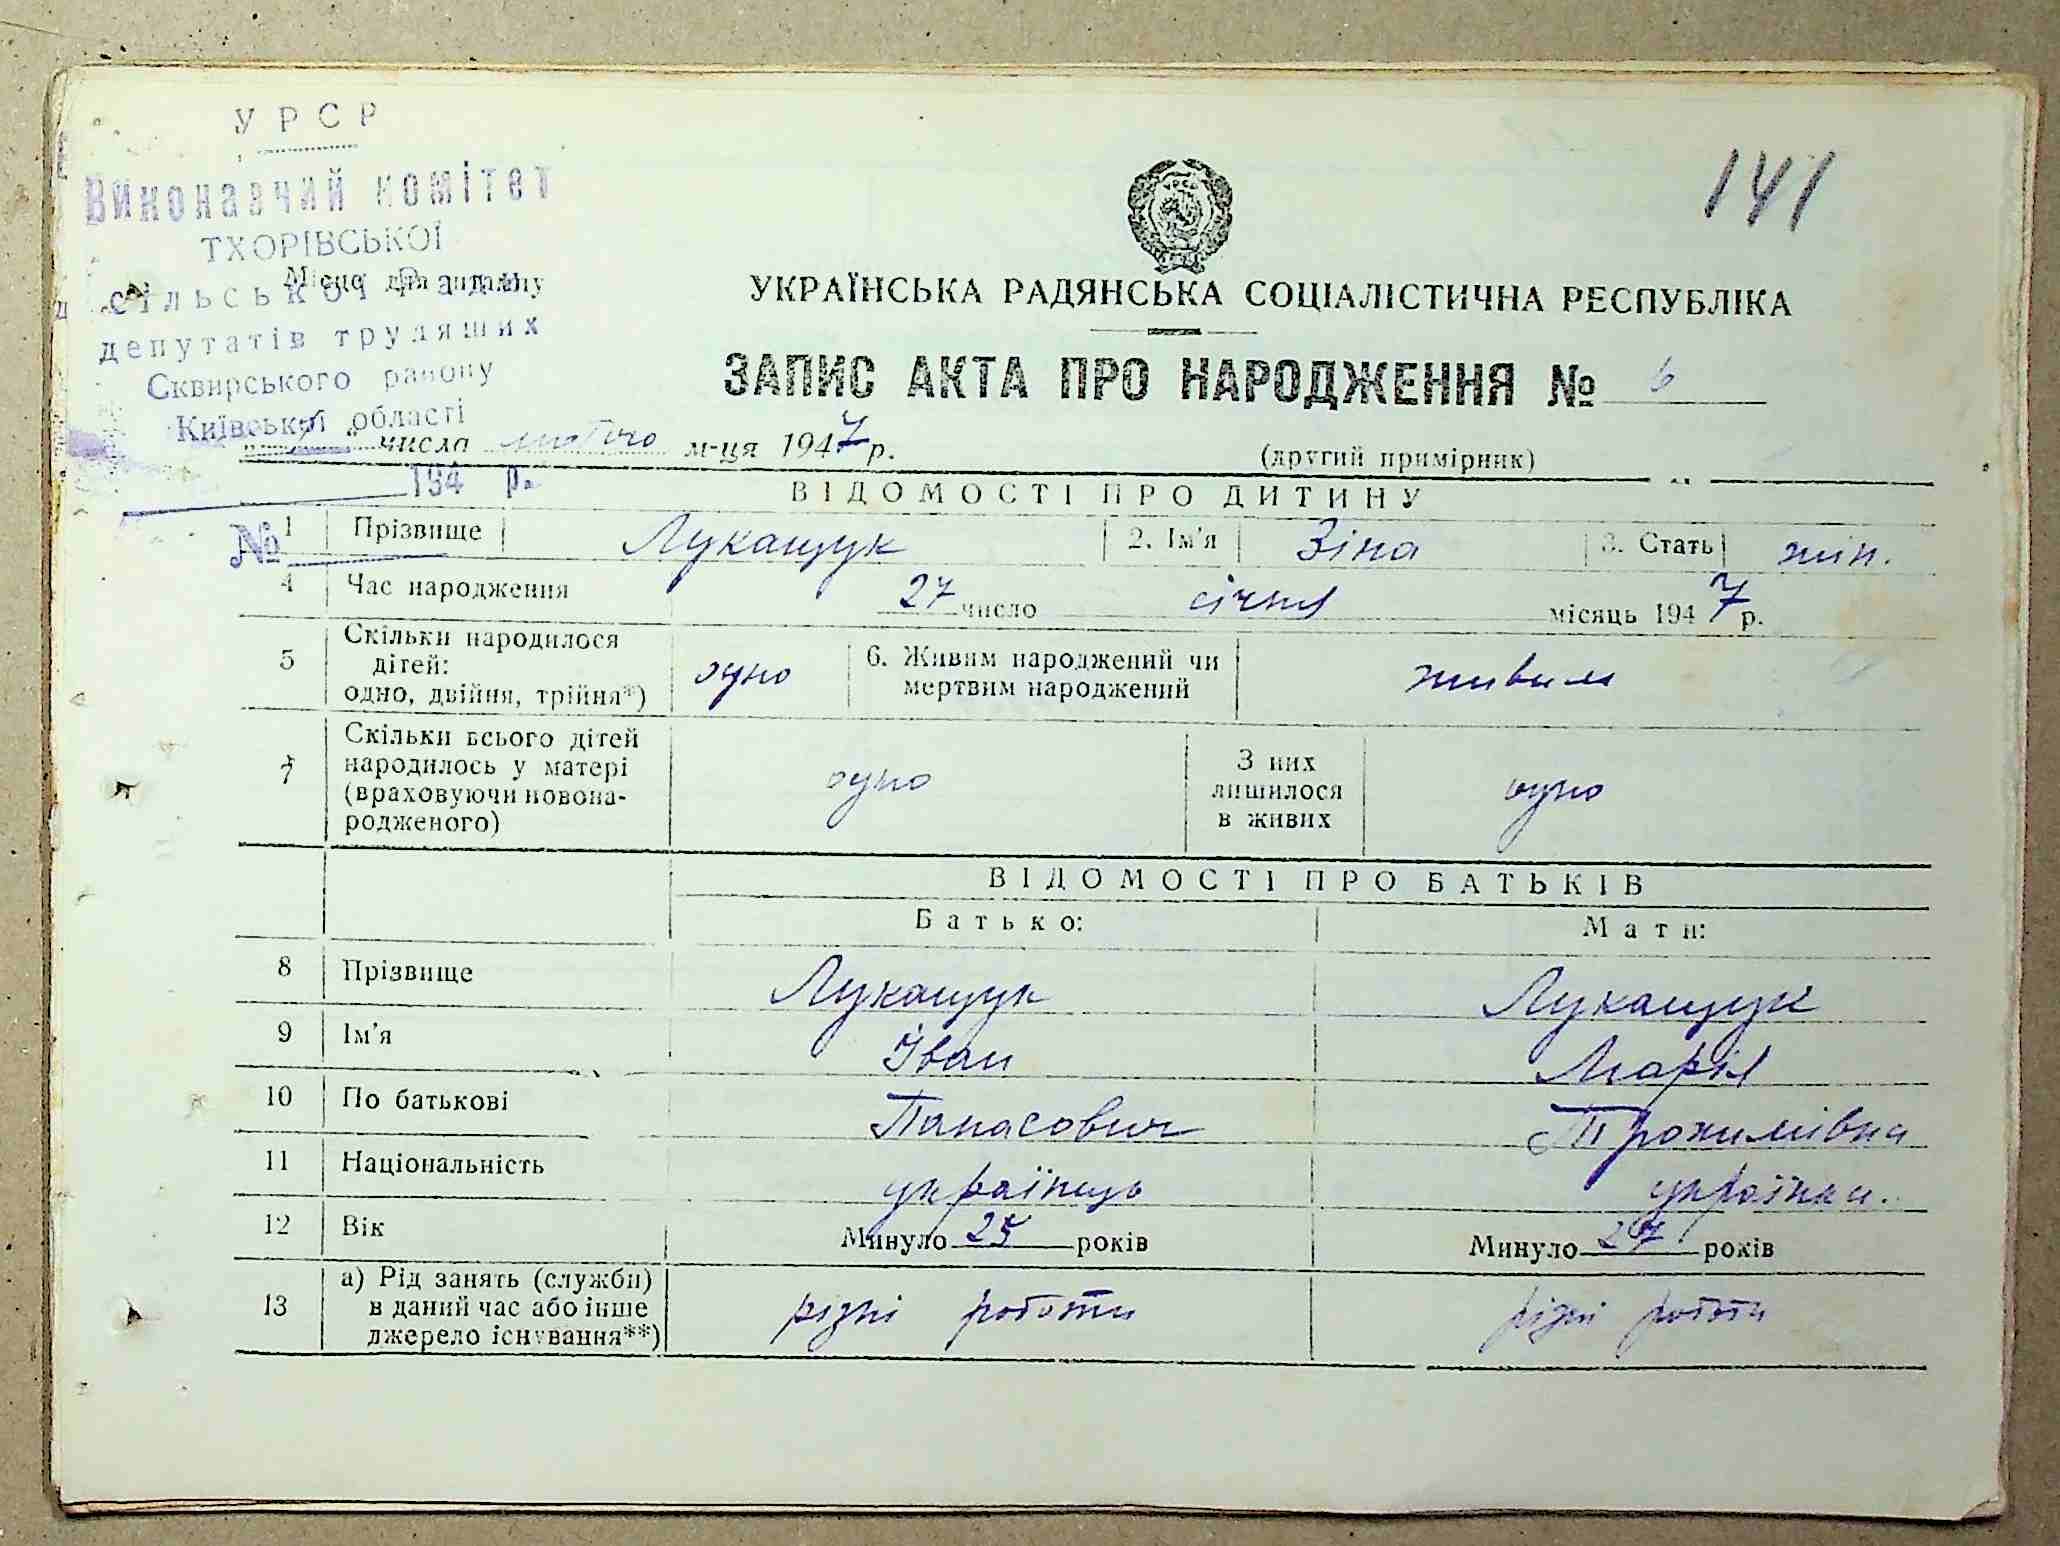 УРСР
Виконавчий комітет
ТХОРІВСЬКОЇ
Місце для штампу
сільської Ради
депутатів трудящих
Сквирського району
Київської області
194 р.
№
141
УКРАЇНСЬКА РАДЯНСЬКА СОЦІАЛІСТИЧНА РЕСПУБЛІКА
ЗАПИС АКТА ПРО НАРОДЖЕННЯ № 6
числа лютого м-ця 1947 р.
(другий примірник)
ВІДОМОСТІ ПРО ДИТИНУ
1 Прізвище Лукащук 2. Ім'я Зіна 3. Стать жін.
4 Час народження 27 число січня місяць 1947 р.
5 Скільки народилося
дітей:
одно, двійня, трійня*) одно 6. Живим народжений чи
мертвим народжений живим
7 Скільки всього дітей
народилось у матері
(враховуючи новона-
родженого) одно З них
лишилося
в живих одно
ВІДОМОСТІ ПРО БАТЬКІВ
Батько: Мати:
8 Прізвище Лукащук Лукащук
9 Ім'я Іван Марія
10 По батькові Панасович Трохимівна
11 Національність українець українка.
12 Вік Минуло 25 років Минуло 27 років
13 а) Рід занять (служби)
в даний час або інше
джерело існування**) різні роботи різні роботи